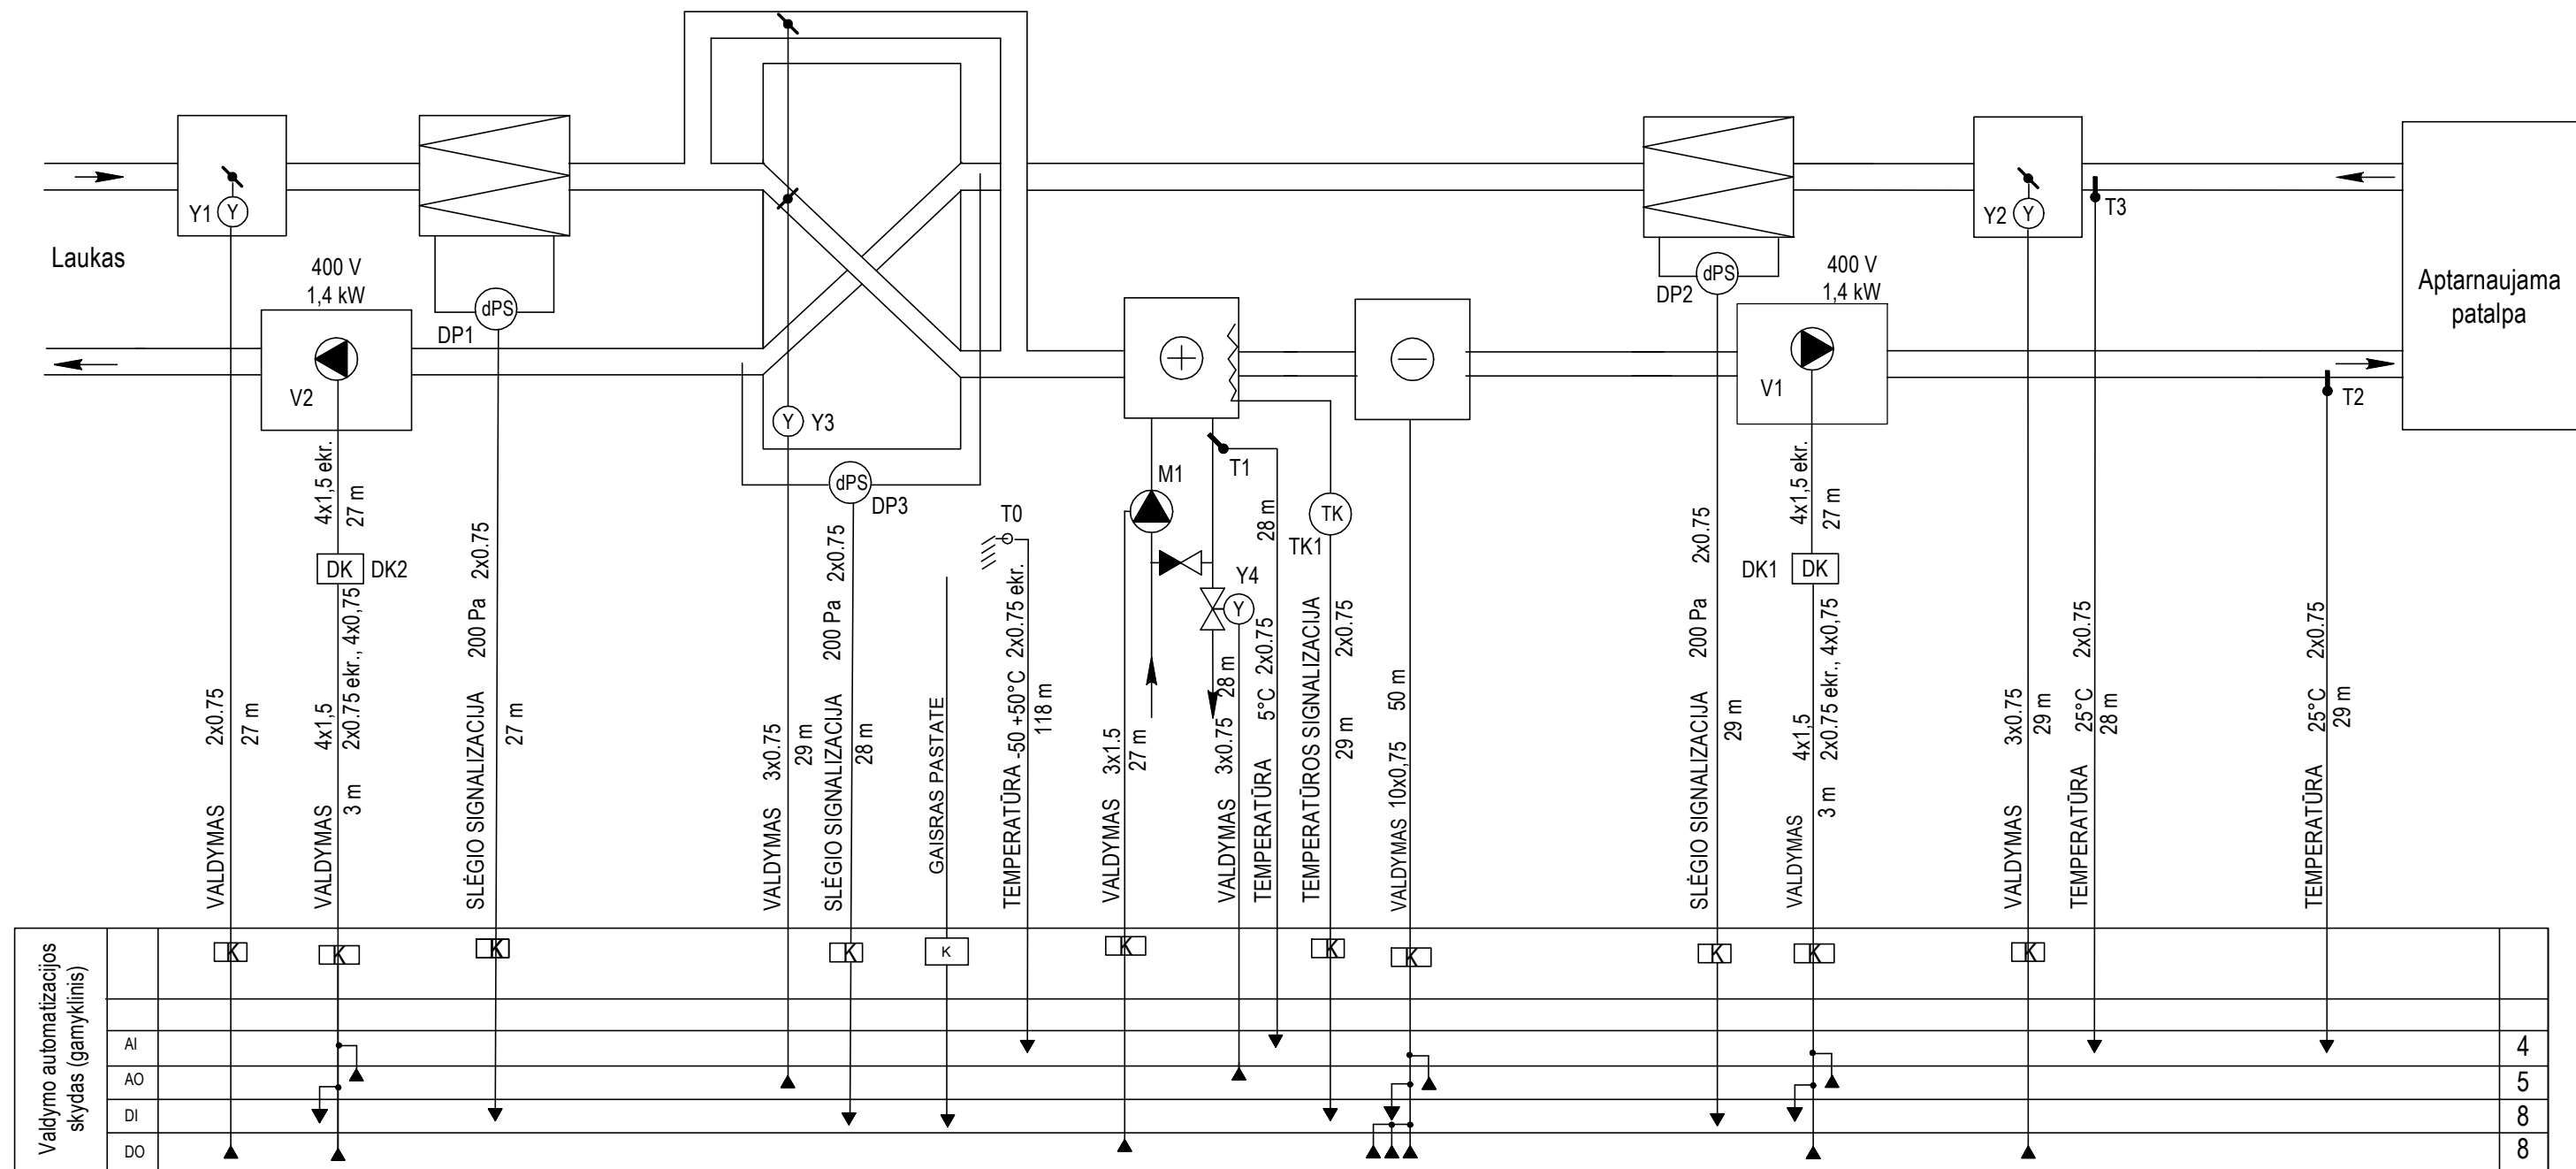 Laukas
Y1
Y
400 V
1,4 kW
V2
dPS
DP1
Y
Y3
dPS
DP3
M1
T1
T0
TK
TK1
Y4
Y
dPS
DP2
400 V
1,4 kW
V1
Y2
Y
T3
T2
Aptarnaujama
patalpa
DK
DK2
DK1
DK
VALDYMAS 2x0.75
27 m
4x1,5 ekr.
27 m
VALDYMAS 4x1,5
3 m 2x0.75 ekr., 4x0,75
SLĖGIO SIGNALIZACIJA 200 Pa 2x0.75
27 m
VALDYMAS 3x0.75
29 m
SLĖGIO SIGNALIZACIJA 200 Pa 2x0.75
28 m
GAISRAS PASTATE
TEMPERATŪRA -50 +50°C 2x0.75 ekr.
118 m
VALDYMAS 3x1.5
27 m
VALDYMAS 3x0.75 28 m
TEMPERATŪRA 5°C 2x0.75 28 m
TEMPERATŪROS SIGNALIZACIJA
29 m 2x0.75
VALDYMAS 10x0,75 50 m
SLĖGIO SIGNALIZACIJA 200 Pa 2x0.75
29 m
4x1,5 ekr.
27 m
VALDYMAS 4x1,5
3 m 2x0.75 ekr., 4x0,75
VALDYMAS 3x0.75
29 m
TEMPERATŪRA 25°C 2x0.75
28 m
TEMPERATŪRA 25°C 2x0.75
29 m
Valdymo automatizacijos
skydas (gamyklinis)
K
K
K
K
K
K
K
K
K
K
K
AI 4
AO 5
DI 8
DO 8